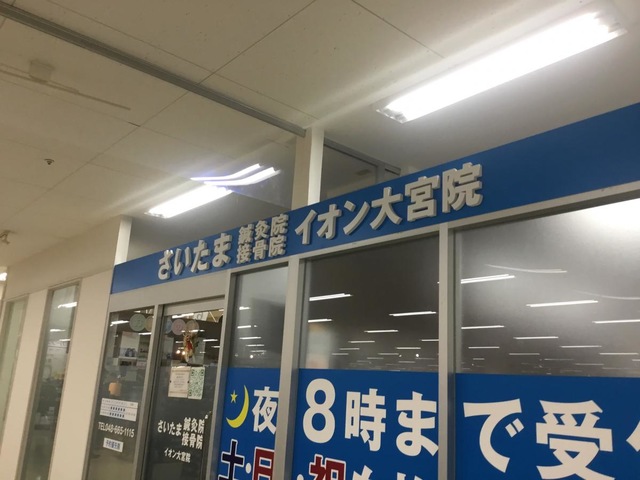 さいたま鍼灸院接骨院 イオン大宮院
夜8時まで受
土・日・祝
TEL048-665-1115
さいたま鍼灸院接骨院
イオン大宮院